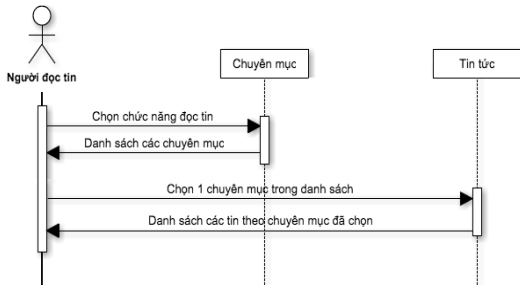 Người đọc tin
Chuyên mục
Tin tức
Chọn chức năng đọc tin
Danh sách các chuyên mục
Chọn 1 chuyên mục trong danh sách
Danh sách các tin theo chuyên mục đã chọn